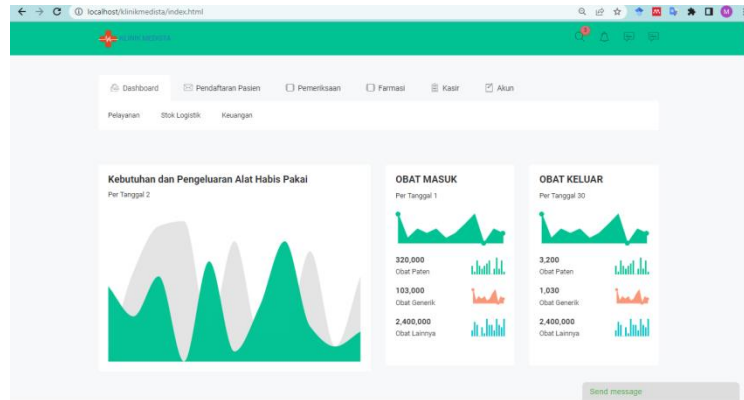 localhost/klinikmedista/index.html
M
KLINIK MEDISTA
Dashboard
Pendaftaran Pasien
Pemeriksaan
Farmasi
Kasir
Akun
Pelayanan
Stok Logistik
Keuangan
Kebutuhan dan Pengeluaran Alat Habis Pakai
Per Tanggal 2
OBAT MASUK
Per Tanggal 1
320,000
Obat Paten
103,000
Obat Generik
2,400,000
Obat Lainnya
OBAT KELUAR
Per Tanggal 30
3,200
Obat Paten
1,030
Obat Generik
2,400,000
Obat Lainnya
Send message